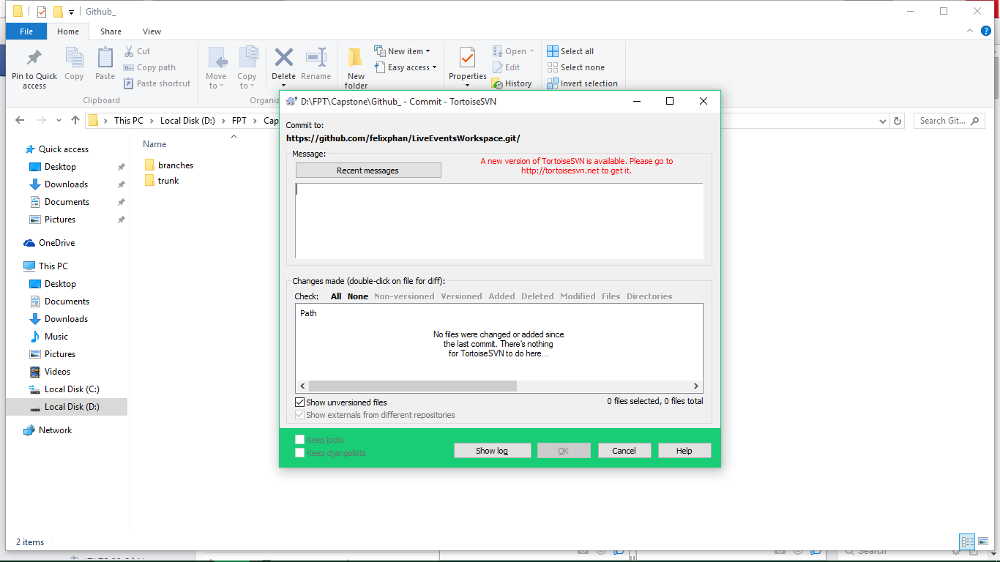 Github_
File
Home
Share
View
Pin to Quick access
Copy
Paste
Cut
Copy path
Paste shortcut
Clipboard
Move to
Copy to
Delete
Rename
Organiz
New folder
New item
Easy access
Properties
Open
Edit
History
Select all
Select none
Invert selection
This PC
Local Disk (D:)
FPT
Cap
Search Git...
Quick access
Desktop
Downloads
Documents
Pictures
OneDrive
This PC
Desktop
Documents
Downloads
Music
Pictures
Videos
Local Disk (C:)
Local Disk (D:)
Network
Name
branches
trunk
2 items
D:\FPT\Capstone\Github_ - Commit - TortoiseSVN
Commit to:
https://github.com/felixphan/LiveEventsWorkspace.git/
Message:
Recent messages
A new version of TortoiseSVN is available. Please go to
http://tortoisesvn.net to get it.
Changes made (double-click on file for diff):
Check: All None Non-versioned Versioned Added Deleted Modified Files Directories
Path
No files were changed or added since
the last commit. There's nothing
for TortoiseSVN to do here...
Show unversioned files
0 files selected, 0 files total
Show externals from different repositories
Keep locks
Keep changelists
Show log
OK
Cancel
Help
Search